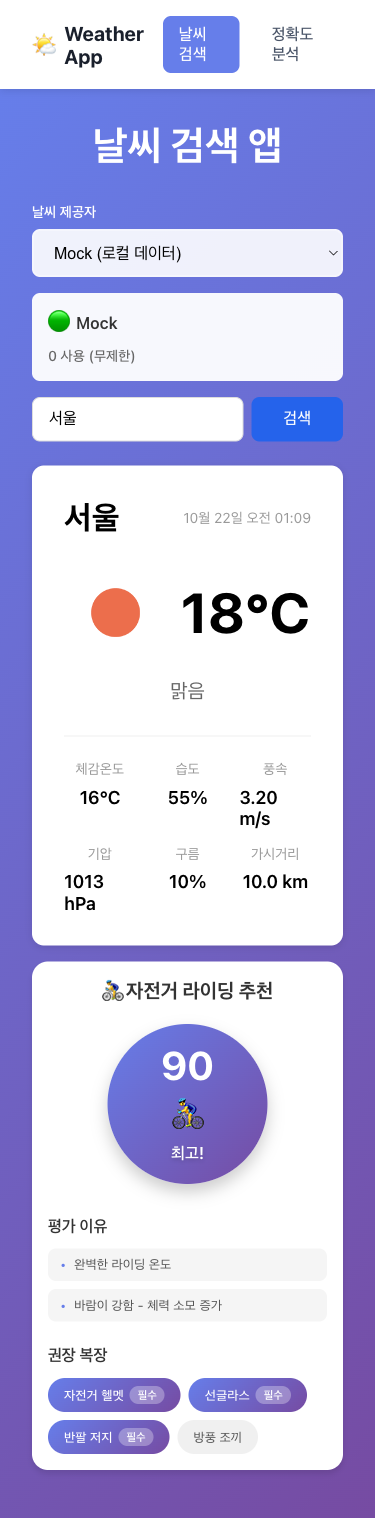 Weather
App
날씨
검색
정확도
분석
날씨 검색 앱
날씨 제공자
Mock (로컬 데이터)
Mock
0 사용 (무제한)
서울
검색
서울
10월 22일 오전 01:09
18°C
맑음
체감온도
습도
풍속
16°C
55%
3.20
m/s
기압
구름
가시거리
1013
hPa
10%
10.0 km
자전거 라이딩 추천
90
최고!
평가 이유
• 완벽한 라이딩 온도
• 바람이 강함 - 체력 소모 증가
권장 복장
자전거 헬멧 필수
선글라스 필수
반팔 저지 필수
방풍 조끼